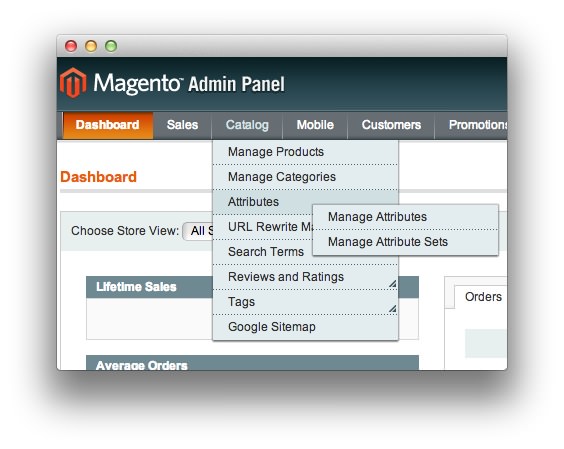 Magento™ Admin Panel
Dashboard Sales Catalog Mobile Customers Promotions
Manage Products
Dashboard
Manage Categories
Attributes
Manage Attributes
Choose Store View: All S
URL Rewrite Ma
Manage Attribute Sets
Search Terms
Lifetime Sales
Reviews and Ratings
Orders
Tags
Google Sitemap
Average Orders